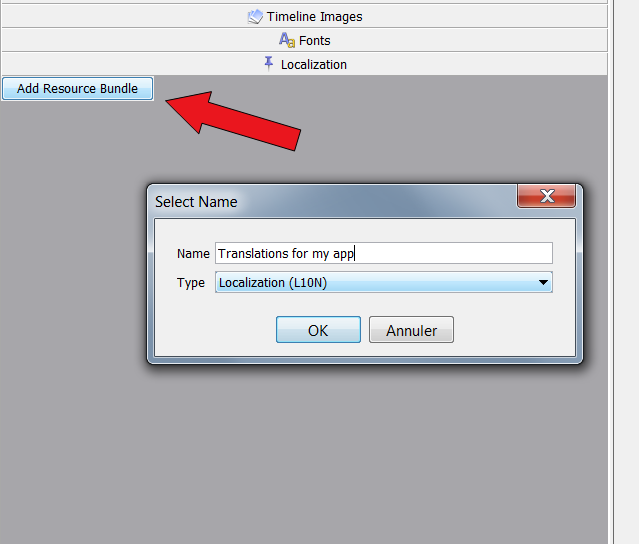 Timeline Images
Fonts
Localization
Add Resource Bundle
Select Name
Name Translations for my app
Type Localization (L10N)
OK Annuler